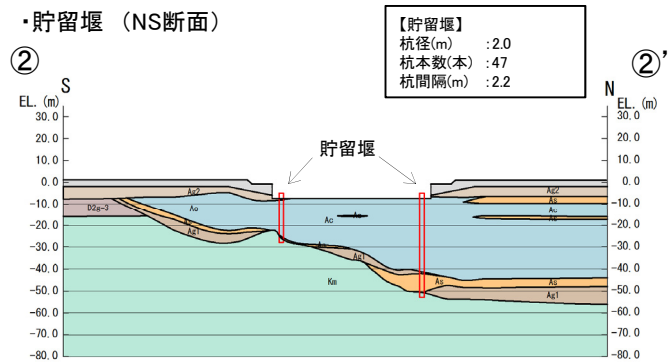 ・貯留堰 （NS断面）
【貯留堰】
杭径(m) :2.0
杭本数(本) :47
杭間隔(m) :2.2
②
②’
S
N
EL. (m)
EL. (m)
貯留堰
30.0
20.0
10.0
0.0
-10.0
-20.0
-30.0
-40.0
-50.0
-60.0
-70.0
-80.0
30.0
20.0
10.0
0.0
-10.0
-20.0
-30.0
-40.0
-50.0
-60.0
-70.0
-80.0
Ag2
Ag2
As
D2g-3
Ac
Ac
Ac
As
As
Ag1
Ag1
Km
As
As
Ag1